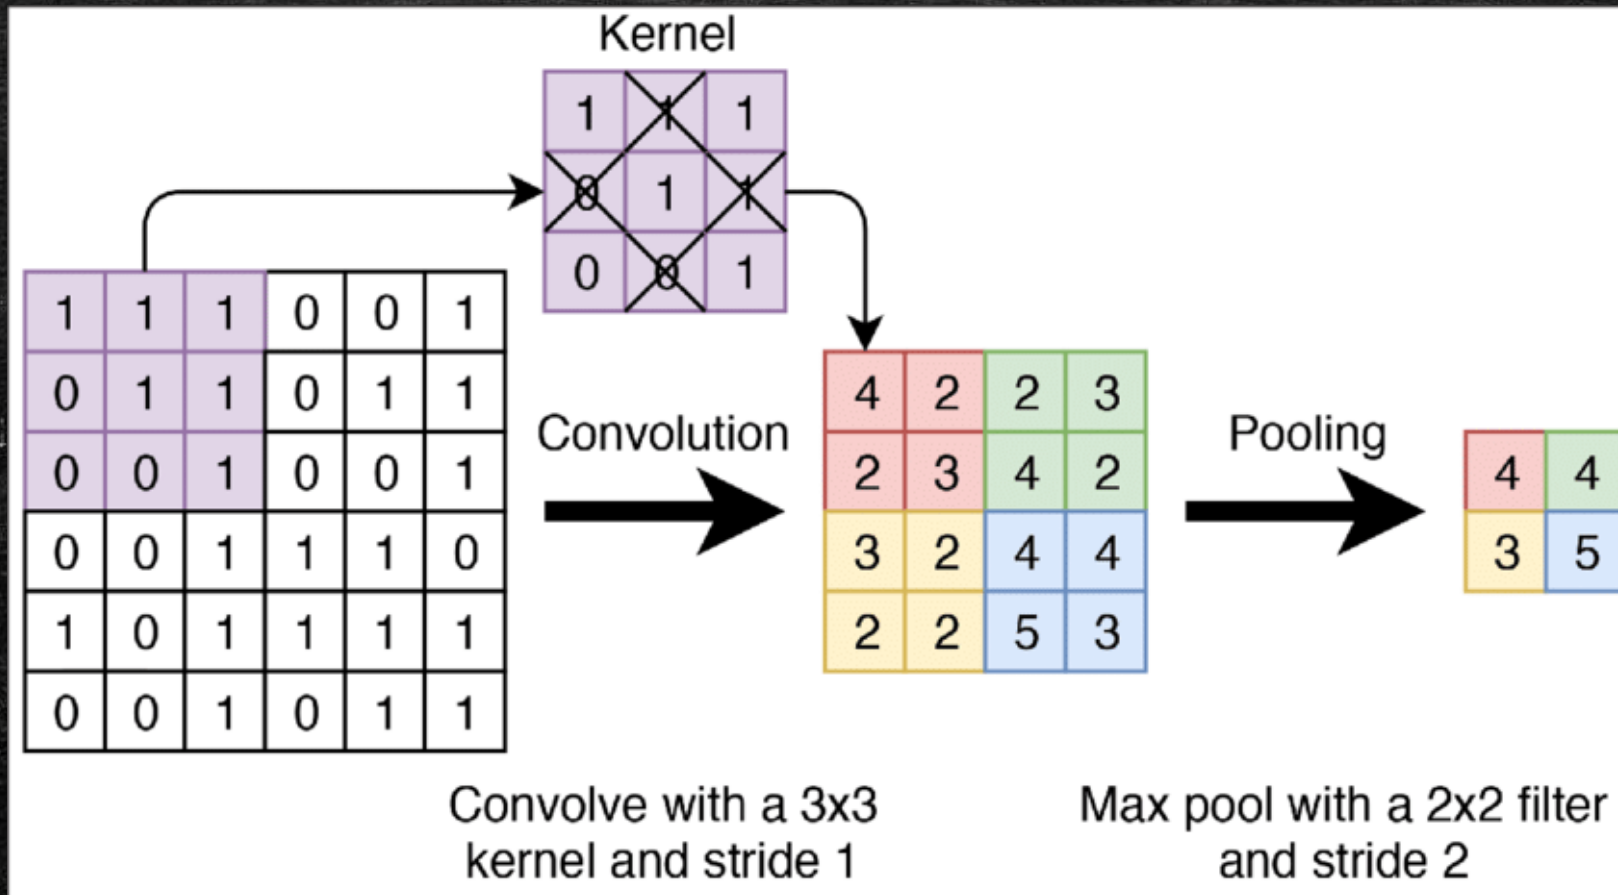 Kernel
1 1 1
0 1 1
0 0 1
1 1 1 0 0 1
0 1 1 0 1 1
0 0 1 0 0 1
0 0 1 1 1 0
1 0 1 1 1 1
0 0 1 0 1 1
Convolution
4 2 2 3
2 3 4 2
3 2 4 4
2 2 5 3
Pooling
4 4
3 5
Convolve with a 3x3
kernel and stride 1
Max pool with a 2x2 filter
and stride 2